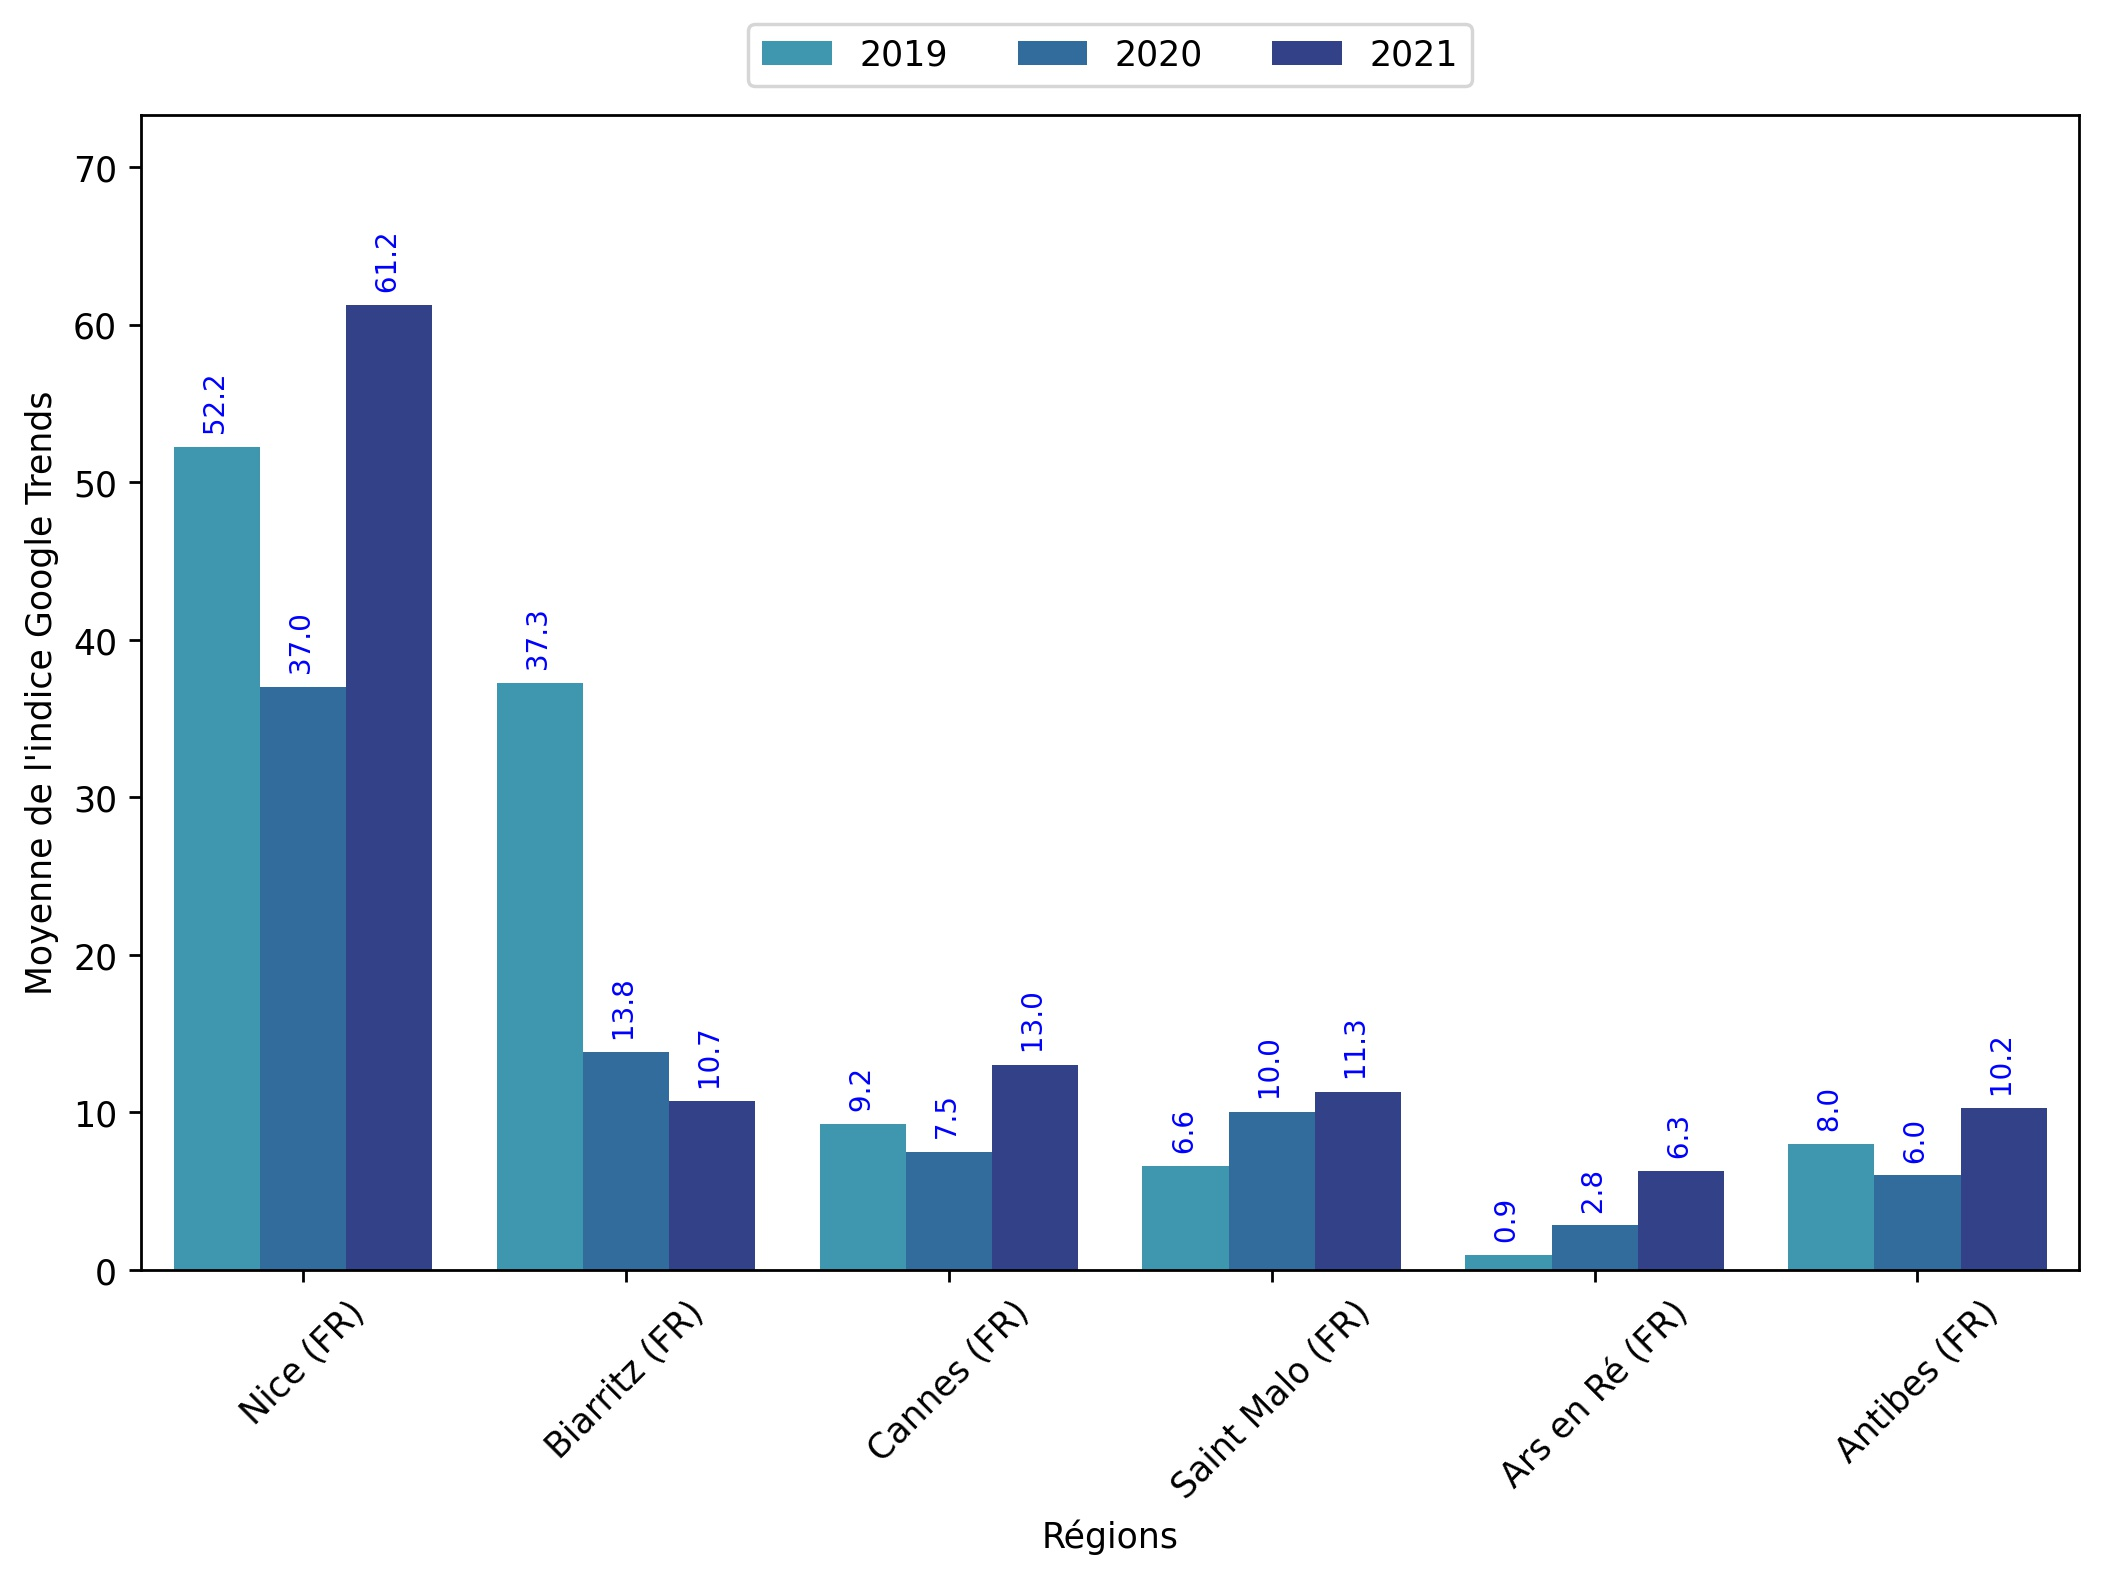 2019 2020 2021
Moyenne de l'indice Google Trends
70
60
50
40
30
20
10
0
52.2 37.0 61.2
37.3 13.8 10.7
9.2 7.5 13.0
6.6 10.0 11.3
0.9 2.8 6.3
8.0 6.0 10.2
Nice (FR)
Biarritz (FR)
Cannes (FR)
Saint Malo (FR)
Ars en Ré (FR)
Antibes (FR)
Régions